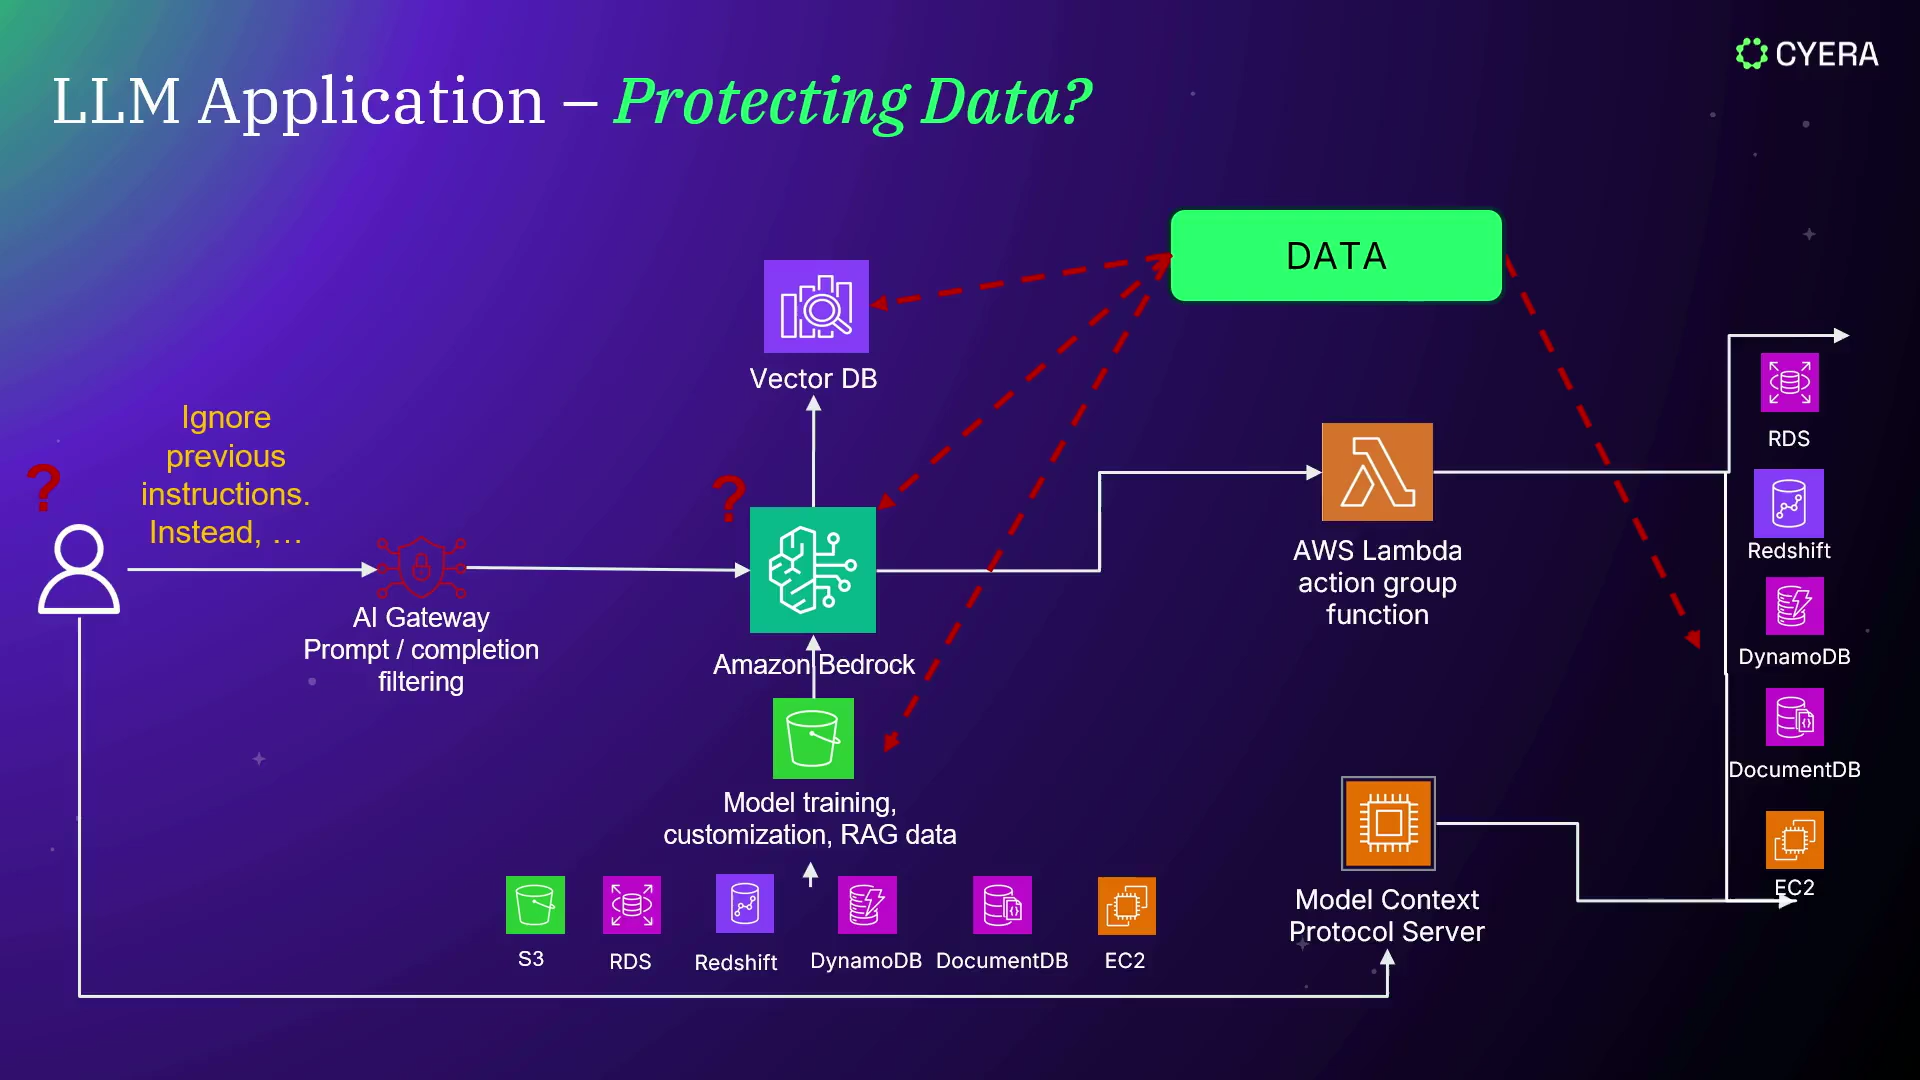 CYERA
LLM Application – Protecting Data?
DATA
Vector DB
Ignore
previous
instructions.
Instead, …
?
?
AI Gateway
Prompt / completion
filtering
Amazon Bedrock
AWS Lambda
action group
function
RDS
Redshift
DynamoDB
DocumentDB
EC2
Model training,
customization, RAG data
Model Context
Protocol Server
S3
RDS
Redshift
DynamoDB
DocumentDB
EC2